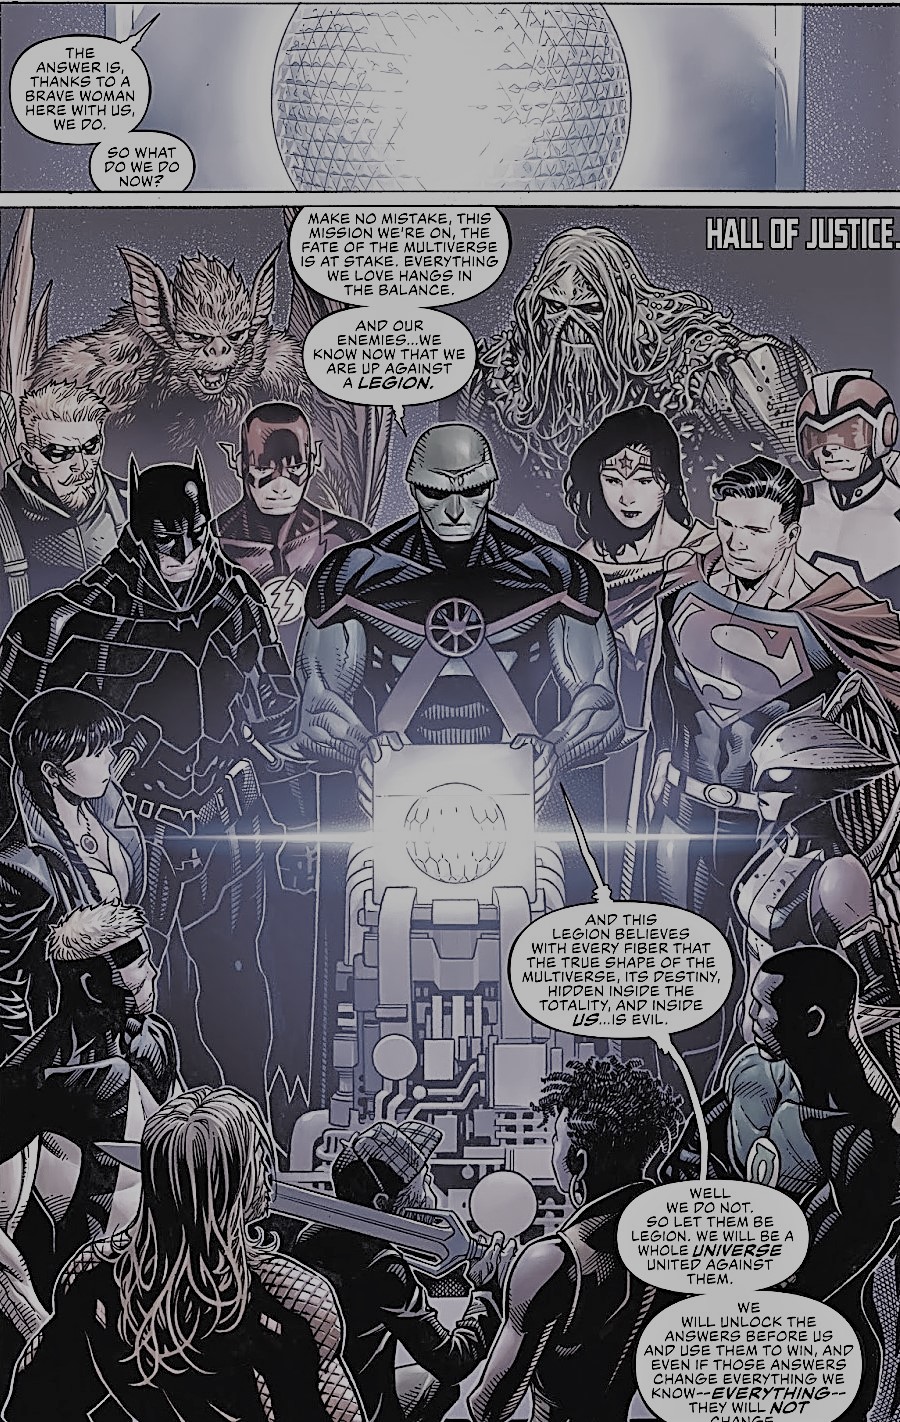 THE
ANSWER IS,
THANKS TO A
BRAVE WOMAN
HERE WITH US,
WE DO.
SO WHAT
DO WE DO
NOW?
HALL OF JUSTICE.
MAKE NO MISTAKE, THIS
MISSION WE'RE ON, THE
FATE OF THE MULTIVERSE
IS AT STAKE. EVERYTHING
WE LOVE HANGS IN
THE BALANCE.
AND OUR
ENEMIES...WE
KNOW NOW THAT WE
ARE UP AGAINST
A LEGION.
S
AND THIS
LEGION BELIEVES
WITH EVERY FIBER THAT
THE TRUE SHAPE OF THE
MULTIVERSE, ITS DESTINY,
HIDDEN INSIDE THE
TOTALITY, AND INSIDE
US...IS EVIL.
WELL
WE DO NOT.
SO LET THEM BE
LEGION. WE WILL BE A
WHOLE UNIVERSE
UNITED AGAINST
THEM.
WE
WILL UNLOCK THE
ANSWERS BEFORE US
AND USE THEM TO WIN, AND
EVEN IF THOSE ANSWERS
CHANGE EVERYTHING WE
KNOW--EVERYTHING--
THEY WILL NOT
CHANGE